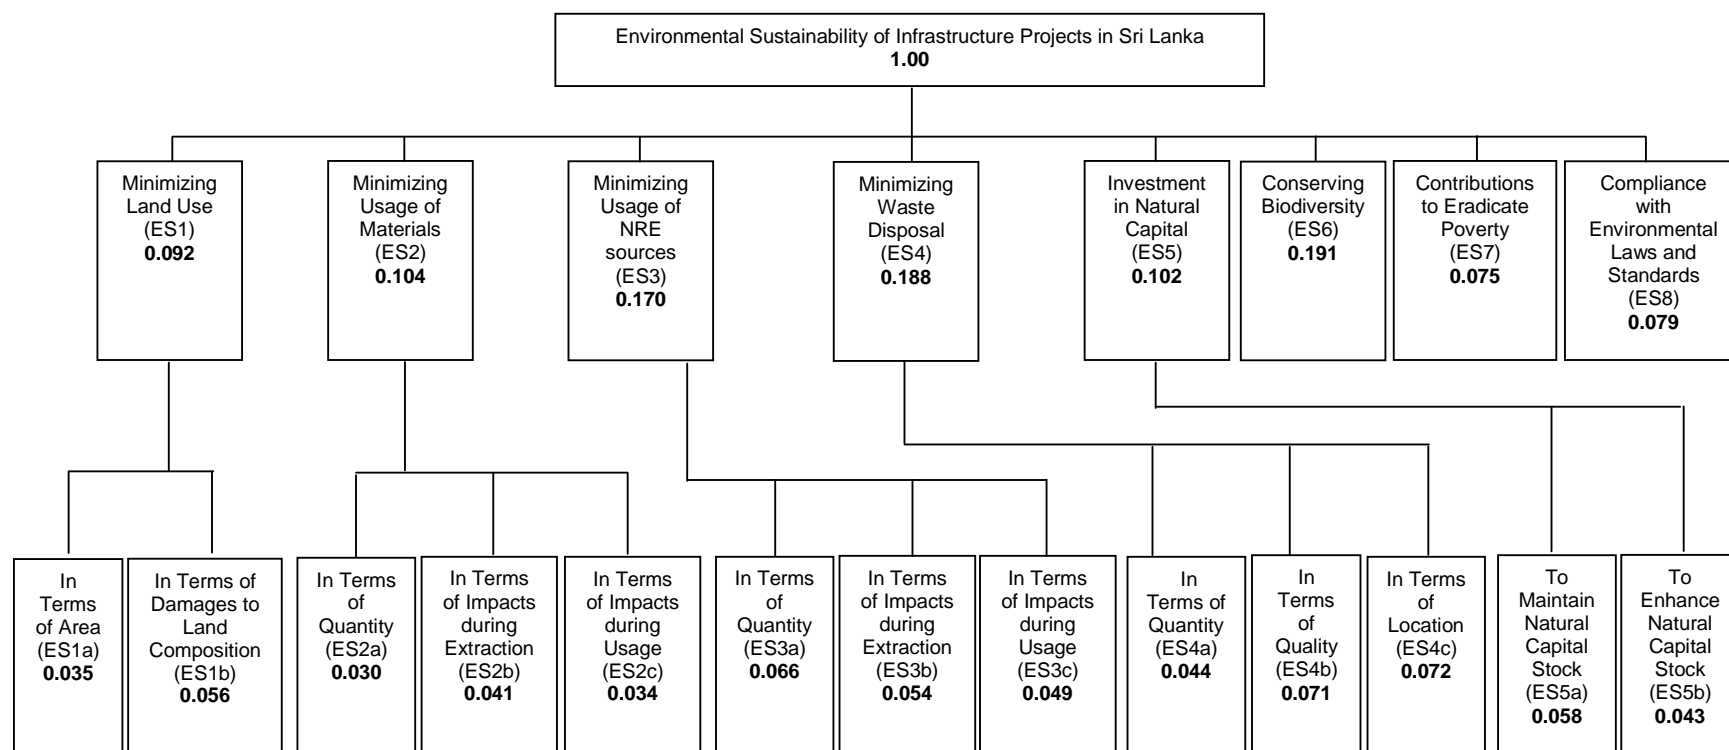 Environmental Sustainability of Infrastructure Projects in Sri Lanka
1.00
Minimizing
Land Use
(ES1)
0.092
Minimizing
Usage of
Materials
(ES2)
0.104
Minimizing
Usage of
NRE
sources
(ES3)
0.170
Minimizing
Waste
Disposal
(ES4)
0.188
Investment
in Natural
Capital
(ES5)
0.102
Conserving
Biodiversity
(ES6)
0.191
Contributions
to Eradicate
Poverty
(ES7)
0.075
Compliance
with
Environmental
Laws and
Standards
(ES8)
0.079
In
Terms
of Area
(ES1a)
0.035
In Terms of
Damages to
Land
Composition
(ES1b)
0.056
In Terms
of
Quantity
(ES2a)
0.030
In Terms
of Impacts
during
Extraction
(ES2b)
0.041
In Terms
of Impacts
during
Usage
(ES2c)
0.034
In Terms
of
Quantity
(ES3a)
0.066
In Terms
of Impacts
during
Extraction
(ES3b)
0.054
In Terms
of Impacts
during
Usage
(ES3c)
0.049
In
Terms of
Quantity
(ES4a)
0.044
In
Terms
of
Quality
(ES4b)
0.071
In Terms
of
Location
(ES4c)
0.072
To
Maintain
Natural
Capital
Stock
(ES5a)
0.058
To
Enhance
Natural
Capital
Stock
(ES5b)
0.043